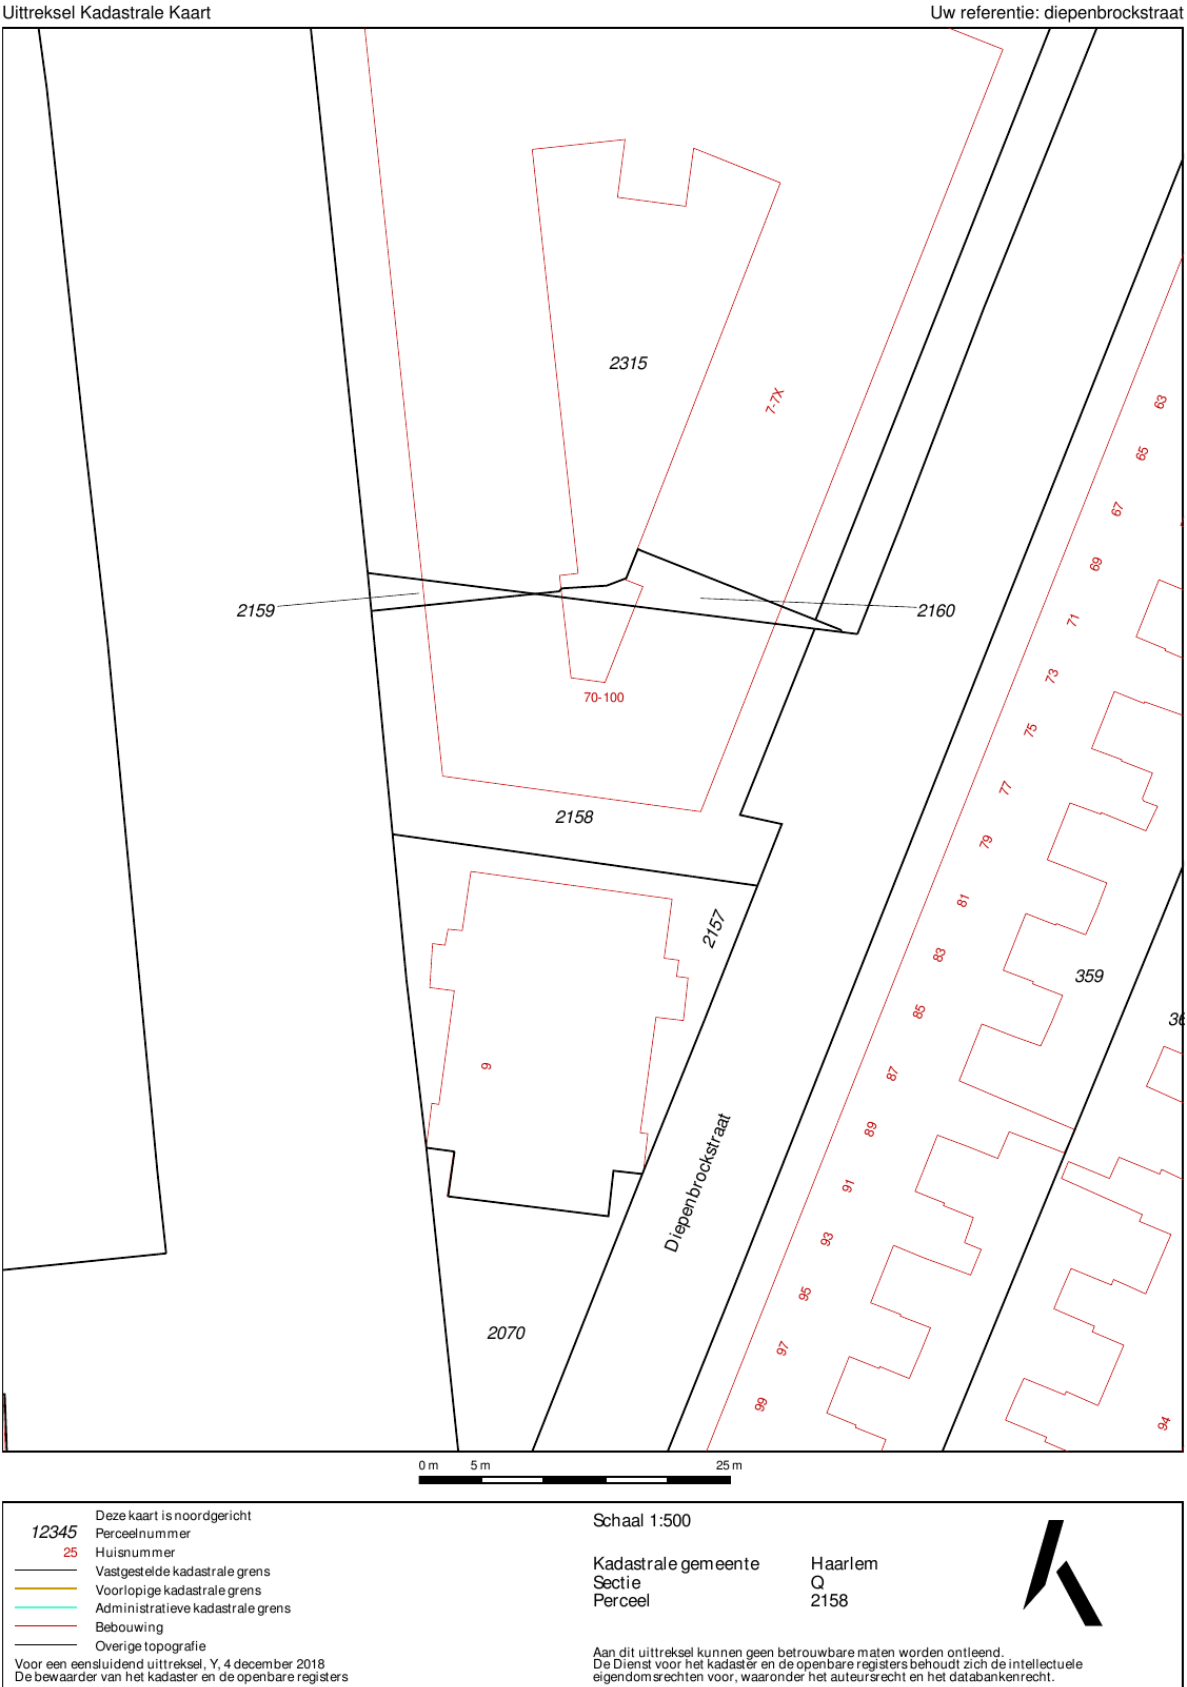 Uittreksel Kadastrale Kaart
Uw referentie: diepenbrockstraat
2315
7-7X
63
65
67
69
2159
2160
71
73
70-100
75
77
2158
79
81
2157
83
359
85
36
9
87
89
Diepenbrockstraat
91
93
95
2070
97
99
94
0 m 5 m 25 m
Deze kaart is noordgericht
12345 Perceelnummer
25 Huisnummer
Vastgestelde kadastrale grens
Voorlopige kadastrale grens
Administratieve kadastrale grens
Bebouwing
Overige topografie
Voor een eensluidend uittreksel, Y, 4 december 2018
De bewaarder van het kadaster en de openbare registers
Schaal 1:500
Kadastrale gemeente Haarlem
Sectie Q
Perceel 2158
Aan dit uittreksel kunnen geen betrouwbare maten worden ontleend.
De Dienst voor het kadaster en de openbare registers behoudt zich de intellectuele
eigendomsrechten voor, waaronder het auteursrecht en het databankenrecht.